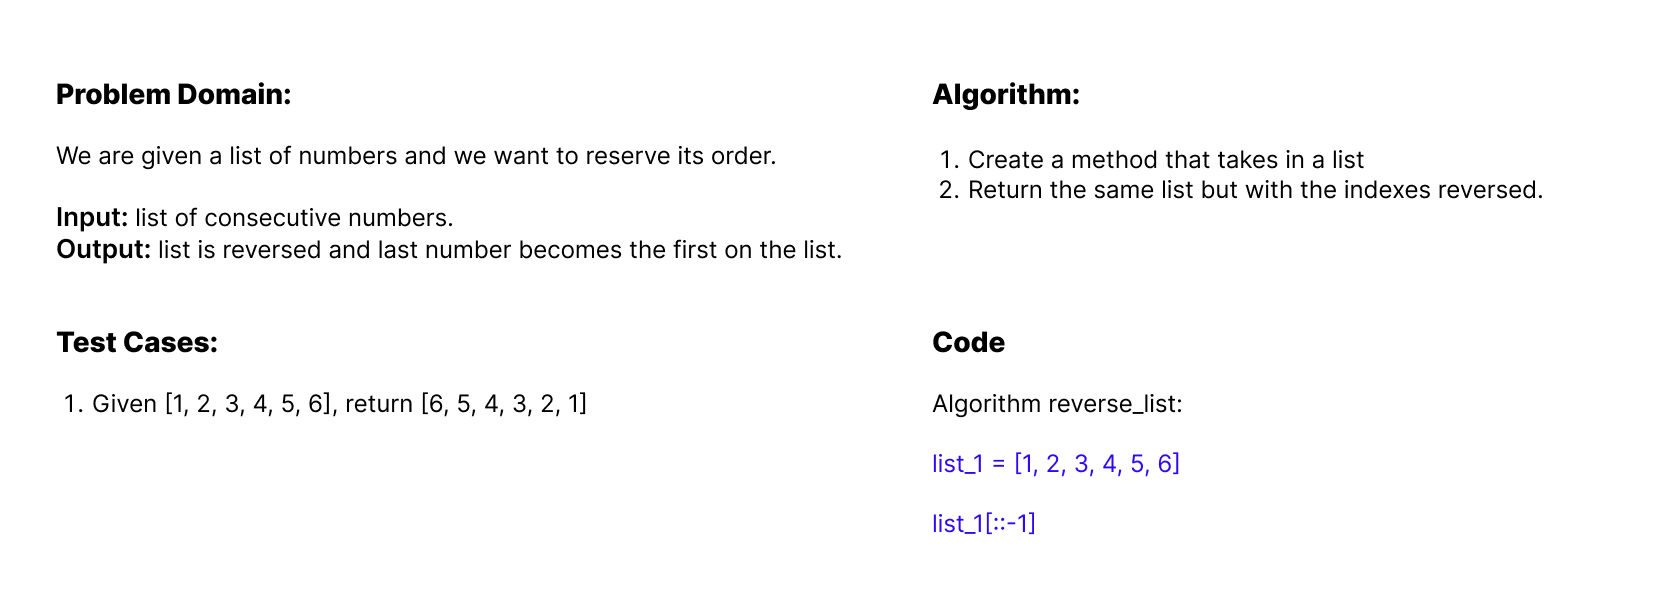 Problem Domain:
We are given a list of numbers and we want to reserve its order.
Input: list of consecutive numbers.
Output: list is reversed and last number becomes the first on the list.
Algorithm:
1. Create a method that takes in a list
2. Return the same list but with the indexes reversed.
Test Cases:
1. Given [1, 2, 3, 4, 5, 6], return [6, 5, 4, 3, 2, 1]
Code
Algorithm reverse_list:
list_1 = [1, 2, 3, 4, 5, 6]
list_1[::-1]